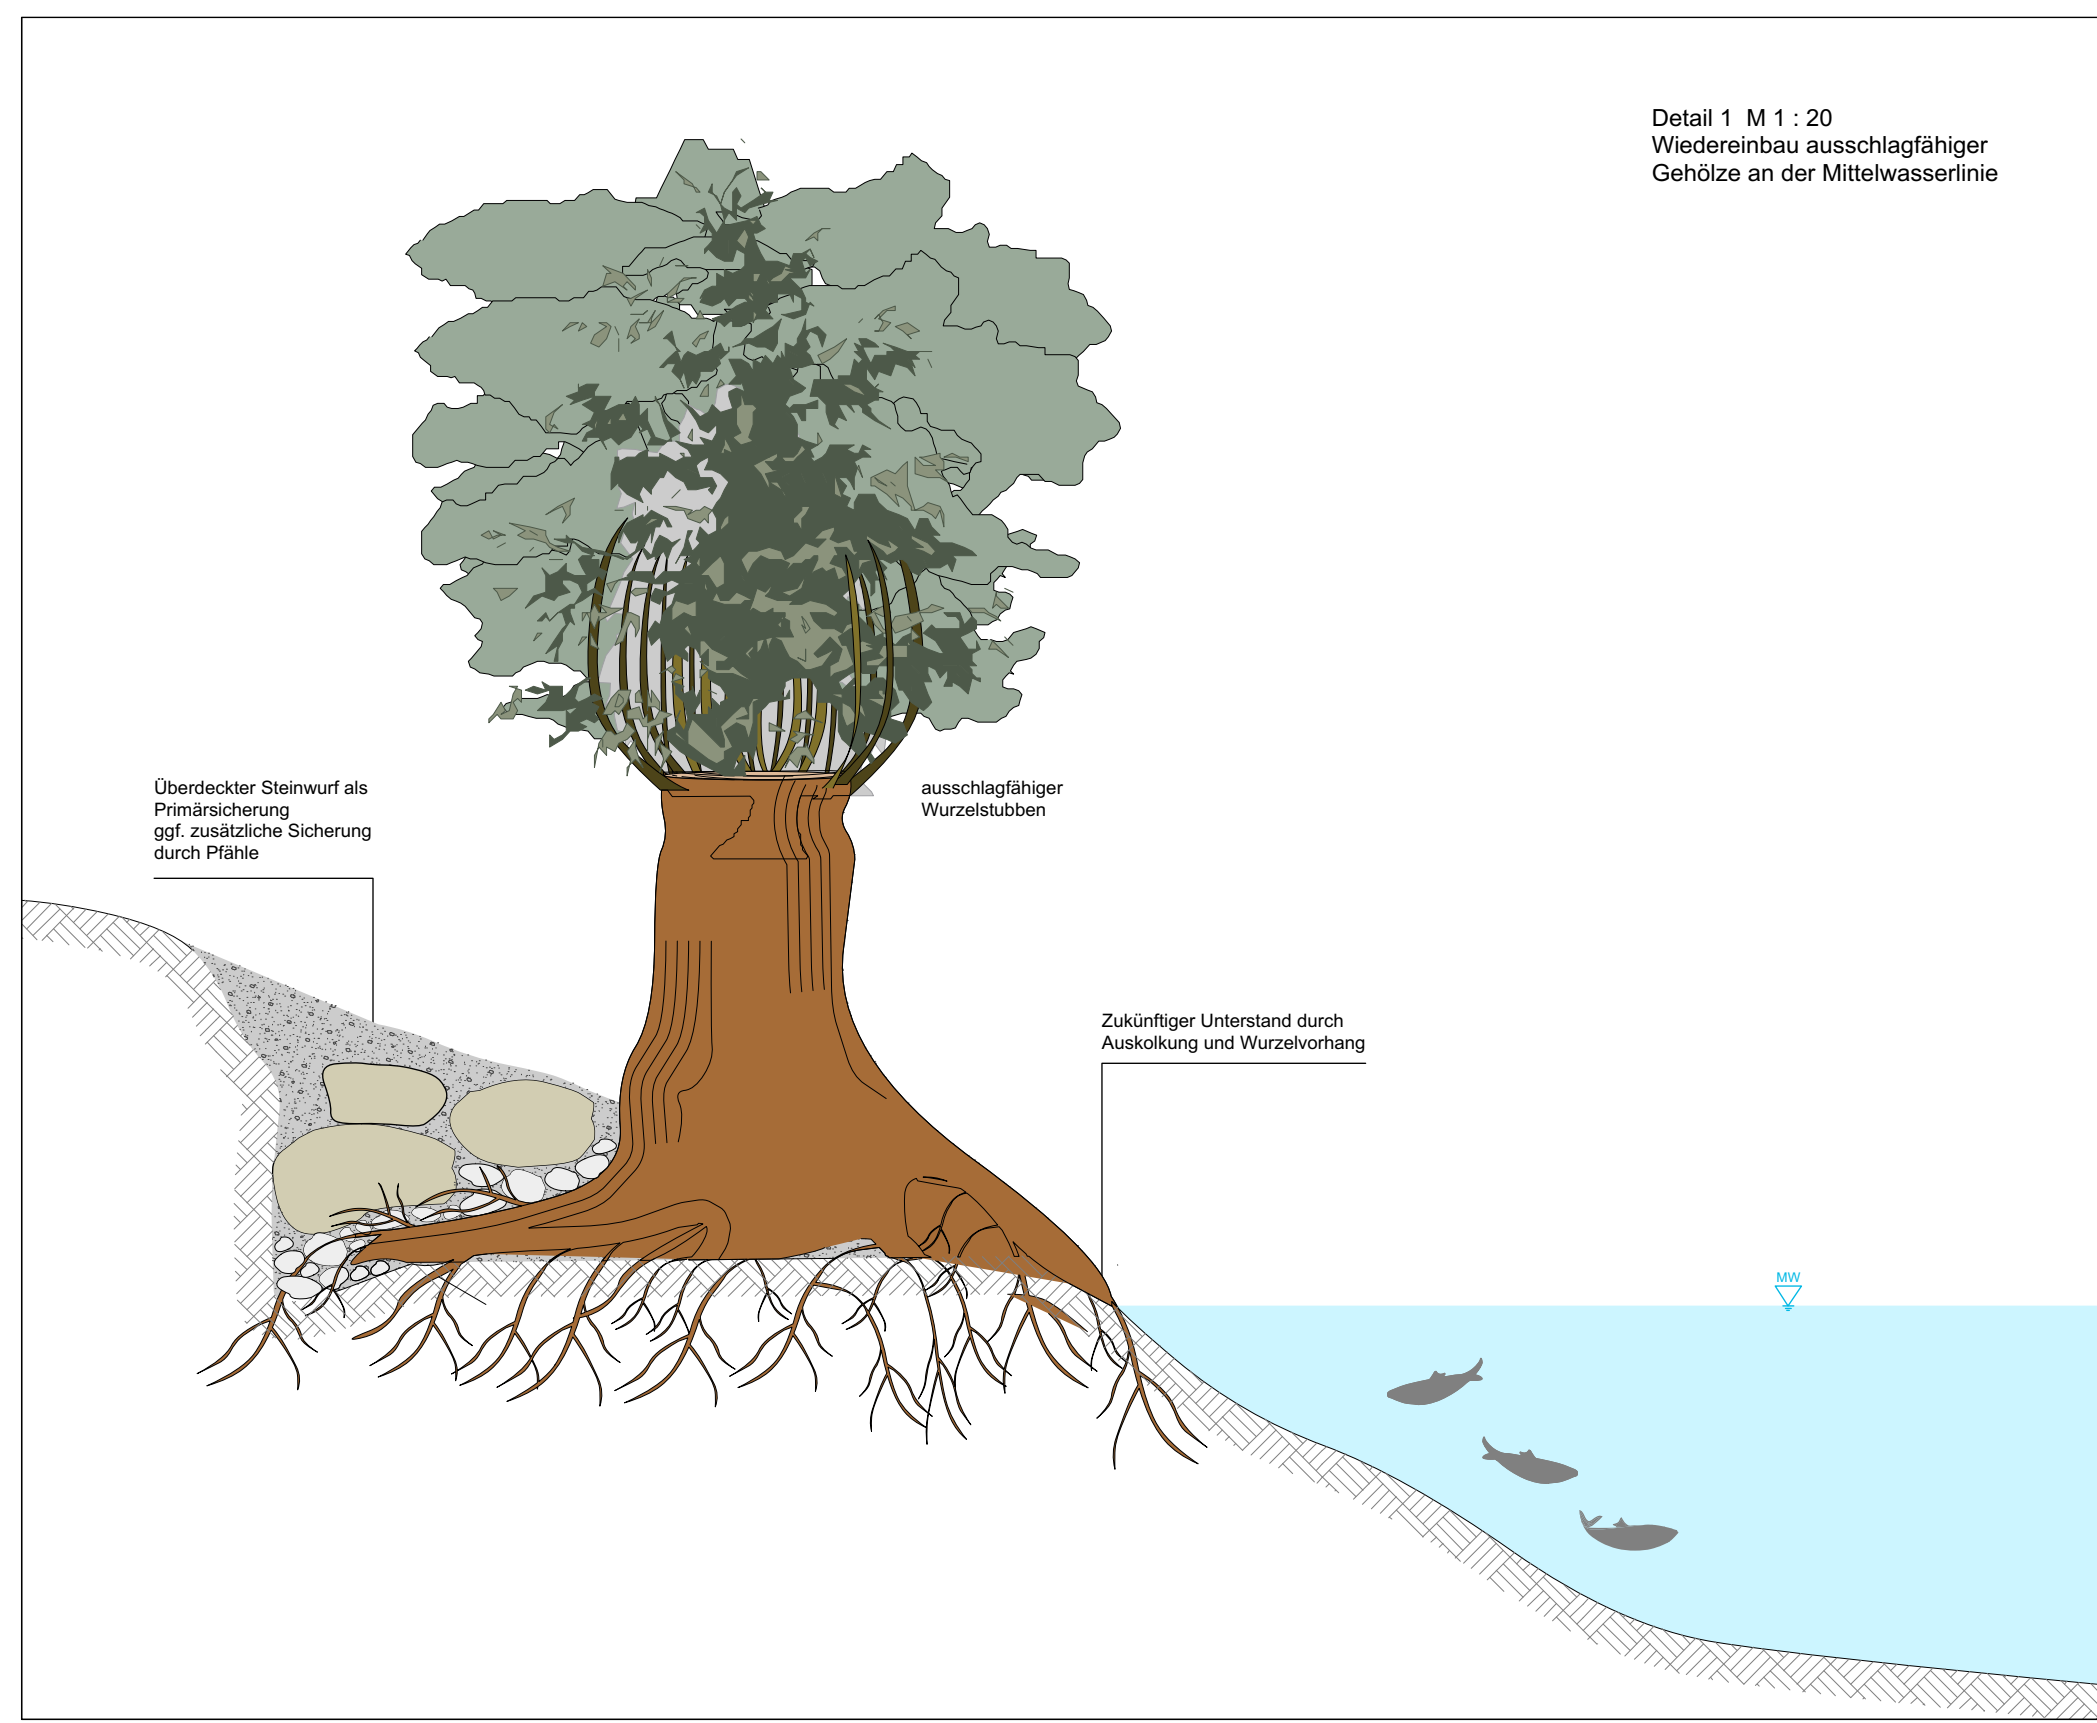 Detail 1 M 1 : 20
Wiedereinbau ausschlagfähiger
Gehölze an der Mittelwasserlinie
Überdeckter Steinwurf als
Primärsicherung
ggf. zusätzliche Sicherung
durch Pfähle
ausschlagfähiger
Wurzelstubben
Zukünftiger Unterstand durch
Auskolkung und Wurzelvorhang
MW